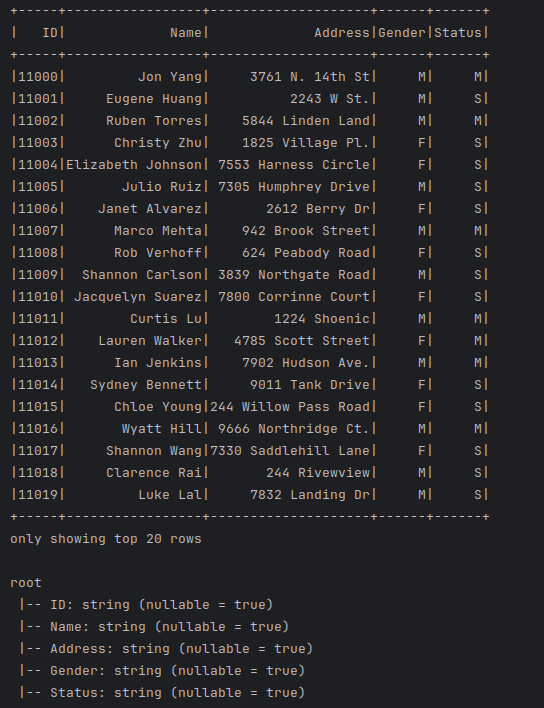 +-----+-----------------+--------------------+------+------+
|   ID|             Name|             Address|Gender|Status|
+-----+-----------------+--------------------+------+------+
|11000|         Jon Yang|     3761 N. 14th St|     M|     M|
|11001|     Eugene Huang|          2243 W St.|     M|     S|
|11002|     Ruben Torres|    5844 Linden Land|     M|     M|
|11003|      Christy Zhu|    1825 Village Pl.|     F|     S|
|11004|Elizabeth Johnson| 7553 Harness Circle|     F|     S|
|11005|       Julio Ruiz| 7305 Humphrey Drive|     M|     S|
|11006|    Janet Alvarez|       2612 Berry Dr|     F|     S|
|11007|      Marco Mehta|    942 Brook Street|     M|     M|
|11008|      Rob Verhoff|    624 Peabody Road|     F|     S|
|11009|  Shannon Carlson| 3839 Northgate Road|     M|     S|
|11010| Jacquelyn Suarez| 7800 Corrinne Court|     F|     S|
|11011|        Curtis Lu|        1224 Shoenic|     M|     M|
|11012|    Lauren Walker|   4785 Scott Street|     F|     M|
|11013|      Ian Jenkins|    7902 Hudson Ave.|     M|     M|
|11014|   Sydney Bennett|     9011 Tank Drive|     F|     S|
|11015|      Chloe Young|244 Willow Pass Road|     F|     S|
|11016|       Wyatt Hill| 9666 Northridge Ct.|     M|     M|
|11017|     Shannon Wang|7330 Saddlehill Lane|     F|     S|
|11018|     Clarence Rai|       244 Rivewview|     M|     S|
|11019|         Luke Lal|     7832 Landing Dr|     M|     S|
+-----+-----------------+--------------------+------+------+
only showing top 20 rows
root
 |-- ID: string (nullable = true)
 |-- Name: string (nullable = true)
 |-- Address: string (nullable = true)
 |-- Gender: string (nullable = true)
 |-- Status: string (nullable = true)